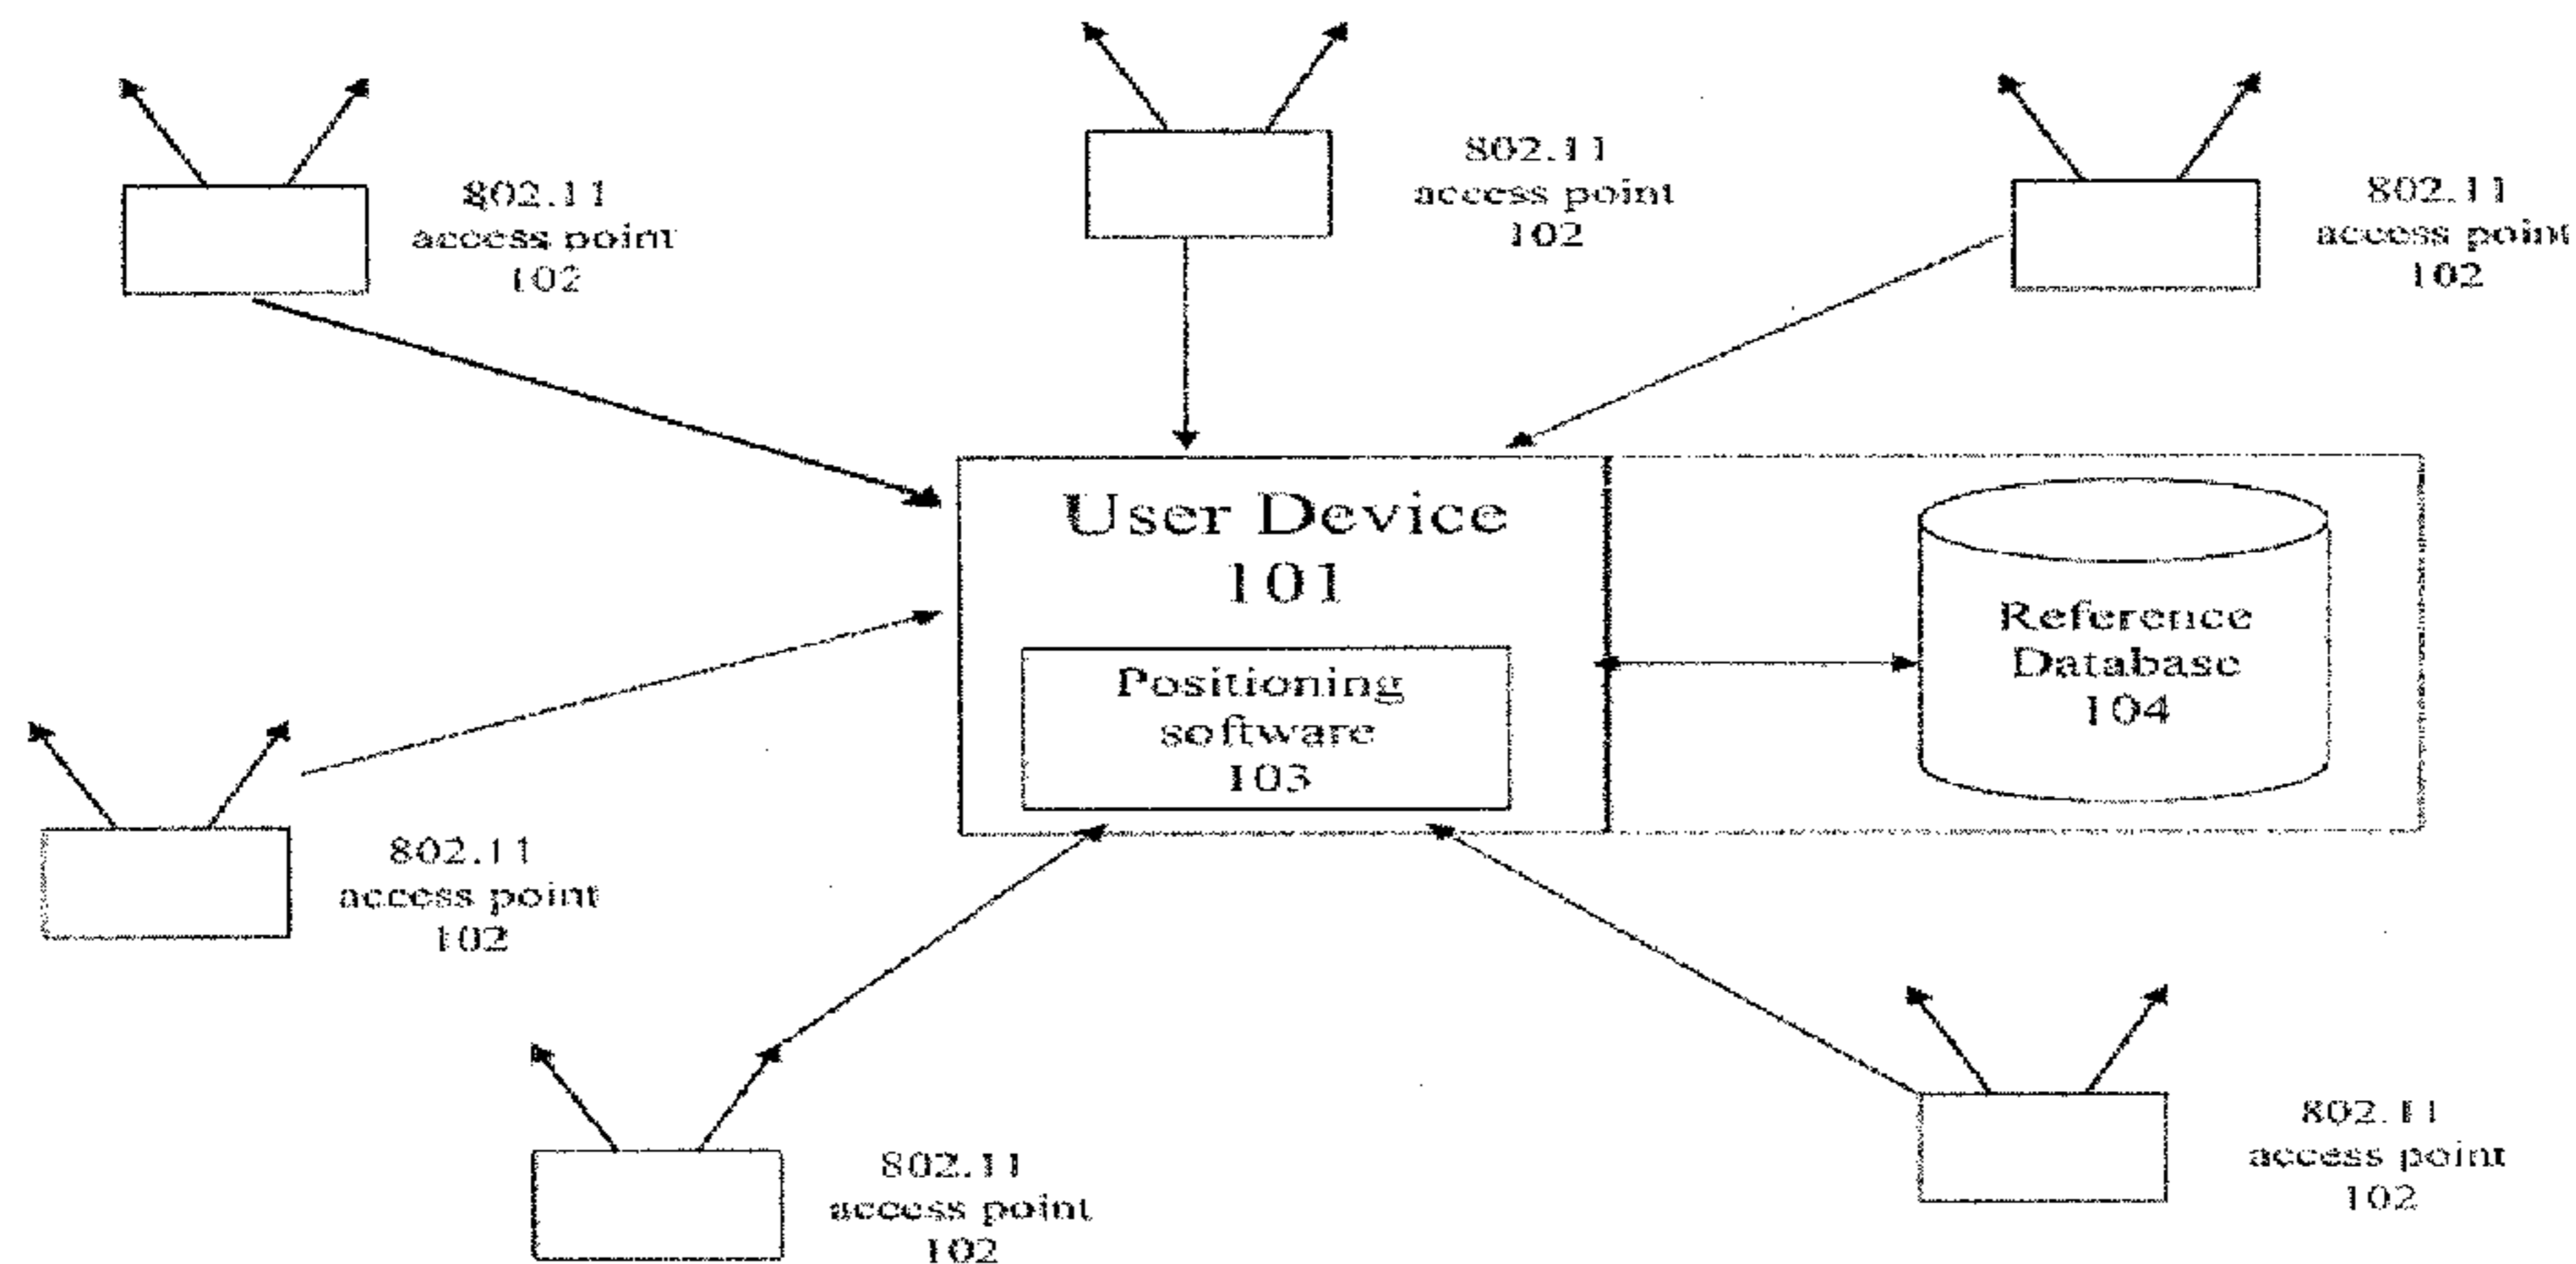 802.11
access point
102
802.11
access point
102
802.11
access point
102
User Device
101
Positioning
software
103
Reference
Database
104
802.11
access point
102
802.11
access point
102
802.11
access point
102